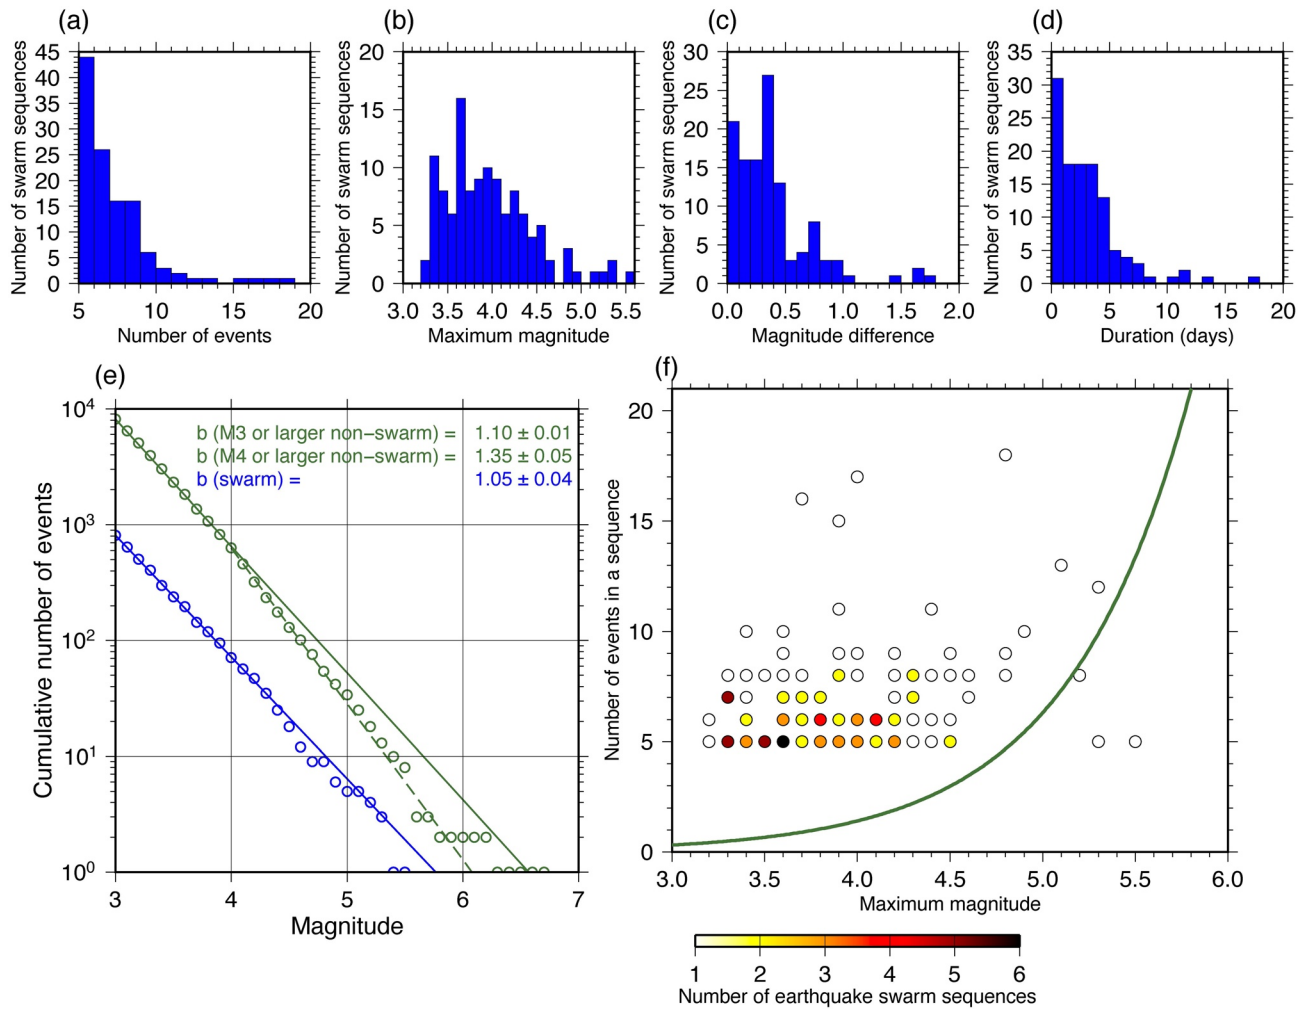 (a)
(b)
(c)
(d)
Number of swarm sequences
45
40
35
30
25
20
15
10
5
0
5 10 15 20
Number of events
Number of swarm sequences
20
15
10
5
0
3.0 3.5 4.0 4.5 5.0 5.5
Maximum magnitude
Number of swarm sequences
30
25
20
15
10
5
0
0.0 0.5 1.0 1.5 2.0
Magnitude difference
Number of swarm sequences
35
30
25
20
15
10
5
0
0 5 10 15 20
Duration (days)
(e)
Cumulative number of events
10⁴
10³
10²
10¹
10⁰
b (M3 or larger non−swarm) = 1.10 ± 0.01
b (M4 or larger non−swarm) = 1.35 ± 0.05
b (swarm) = 1.05 ± 0.04
3 4 5 6 7
Magnitude
(f)
Number of events in a sequence
20
15
10
5
0
3.0 3.5 4.0 4.5 5.0 5.5 6.0
Maximum magnitude
1 2 3 4 5 6
Number of earthquake swarm sequences